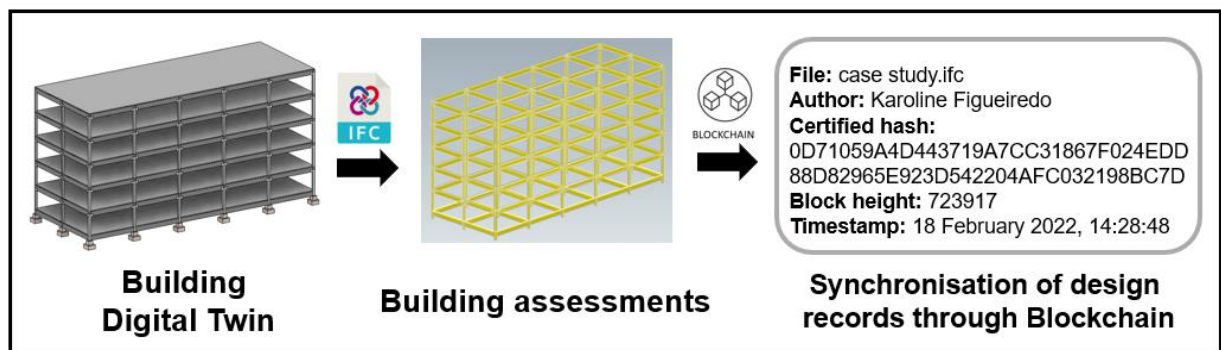 IFC
BLOCKCHAIN
File: case study.ifc
Author: Karoline Figueiredo
Certified hash:
0D71059A4D443719A7CC31867F024EDD
88D82965E923D542204AFC032198BC7D
Block height: 723917
Timestamp: 18 February 2022, 14:28:48
Building
Digital Twin
Building assessments
Synchronisation of design
records through Blockchain